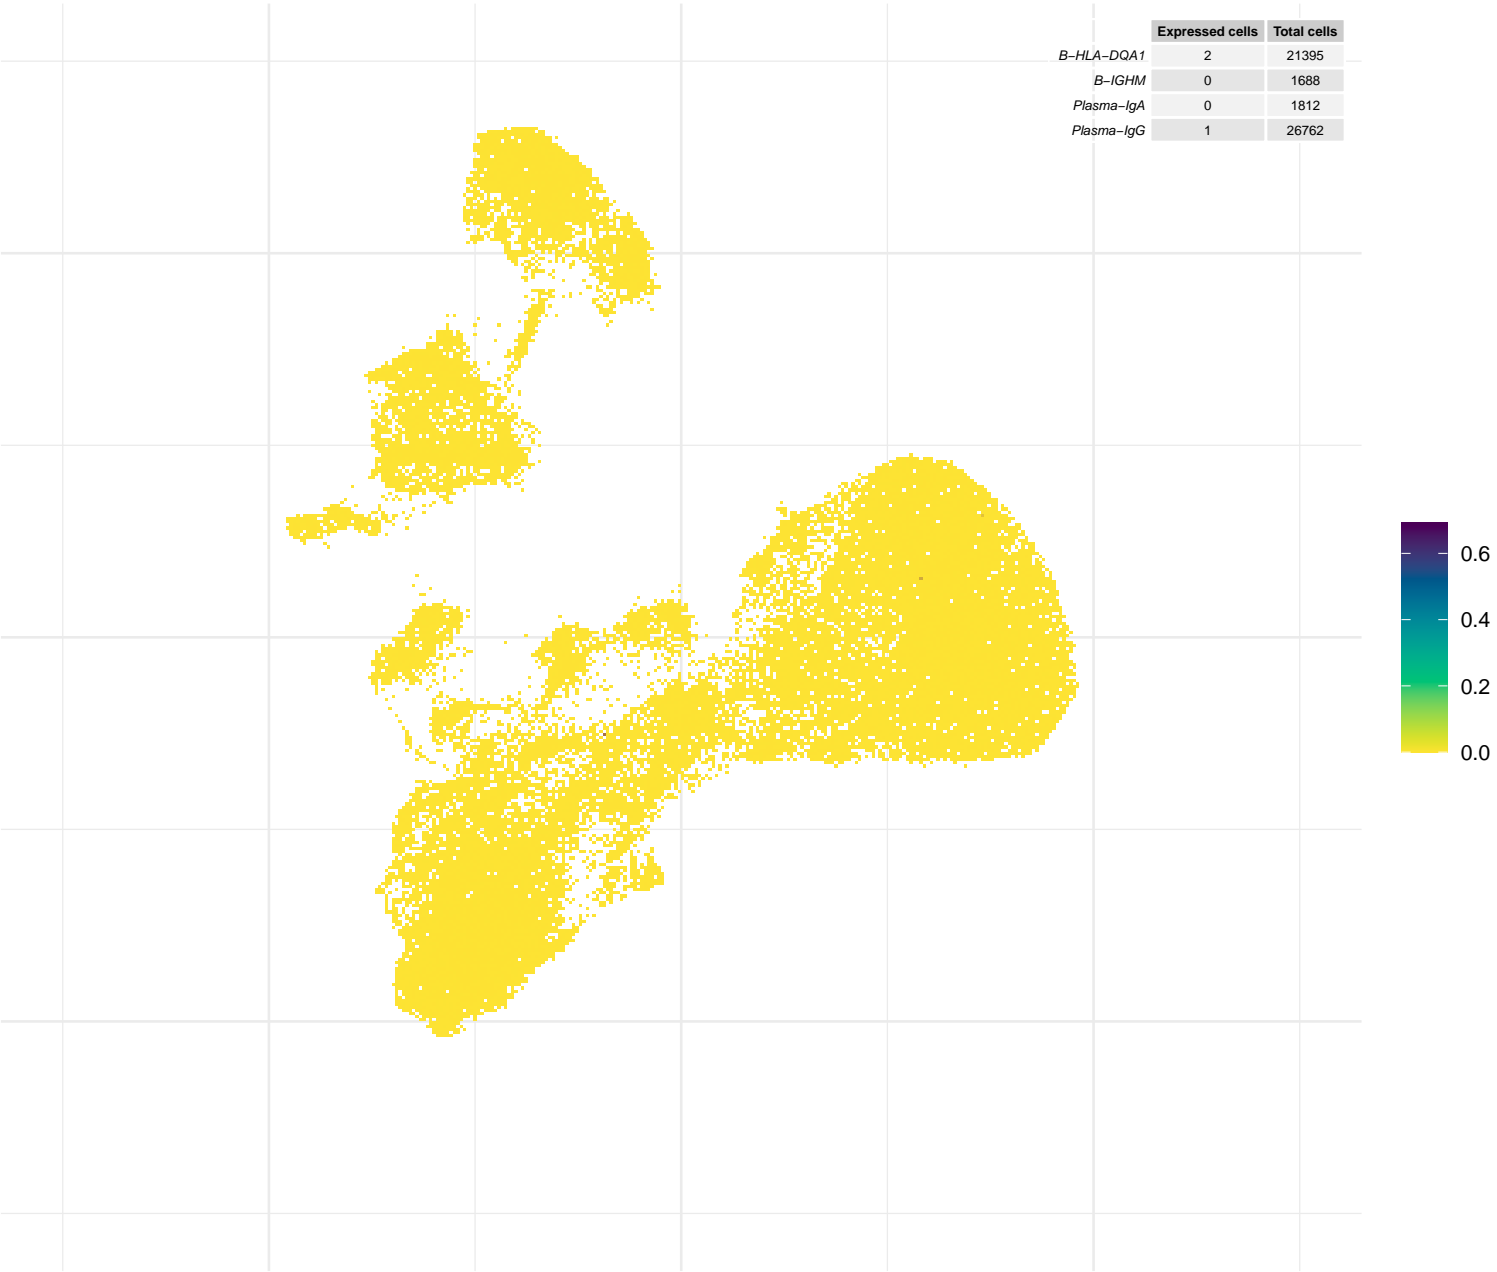 Expressed cells Total cells
B−HLA−DQA1 2 21395
B−IGHM 0 1688
Plasma−IgA 0 1812
Plasma−IgG 1 26762
0.6
0.4
0.2
0.0